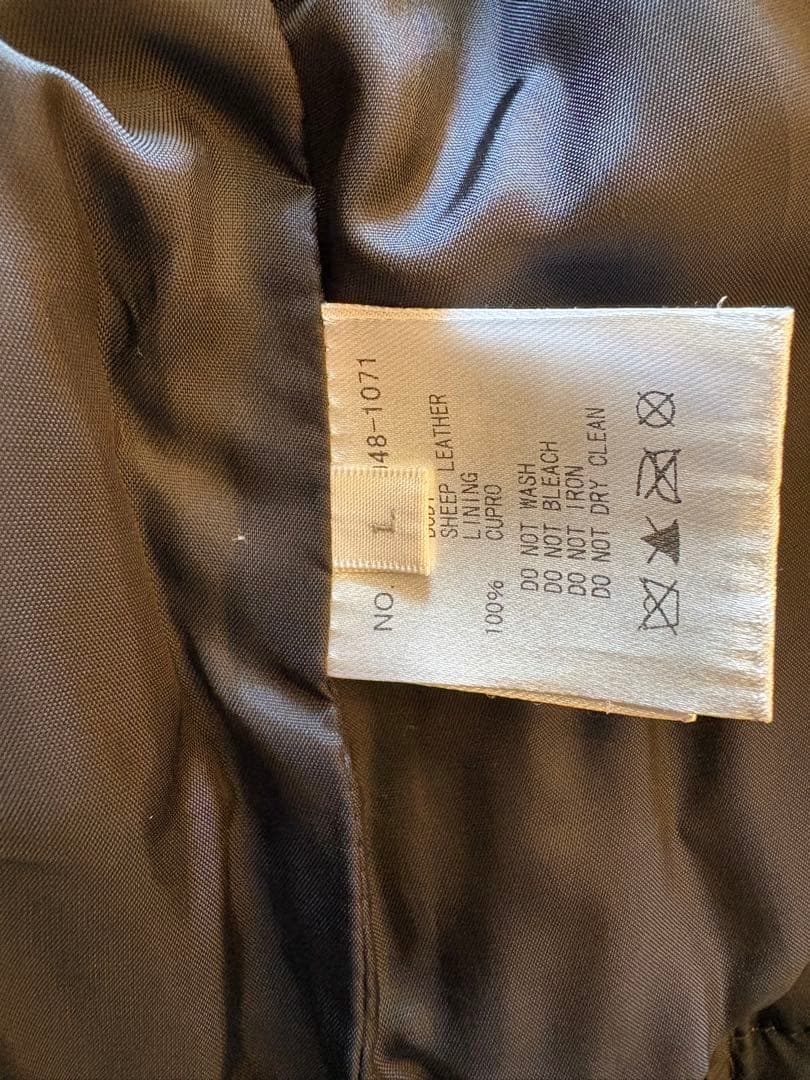 NO. 48-1071
L
BODY
SHEEP LEATHER
LINING
100% CUPRO
DO NOT WASH
DO NOT BLEACH
DO NOT IRON
DO NOT DRY CLEAN